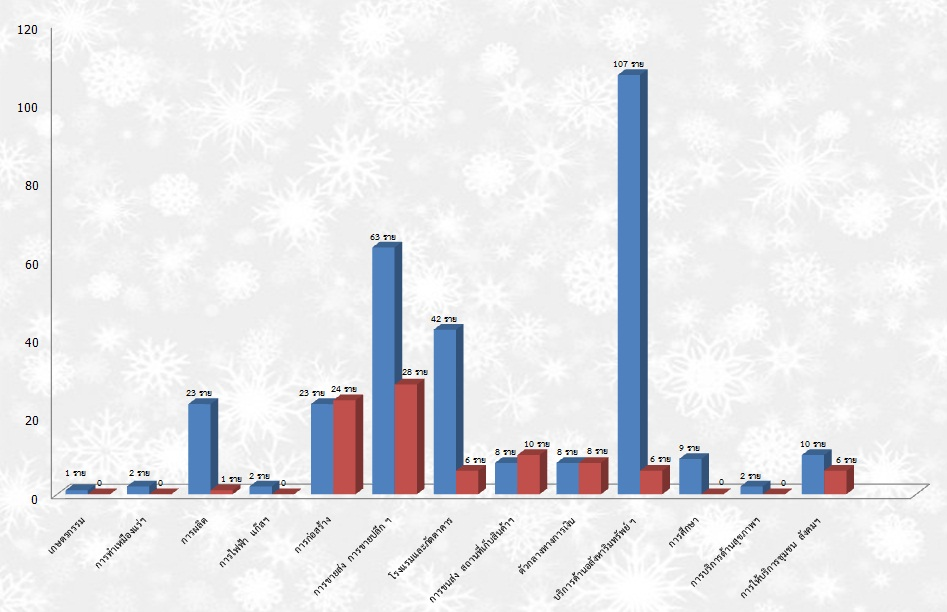 120
107 ราย
100
80
63 ราย
60
42 ราย
40
28 ราย
23 ราย
23 ราย
24 ราย
20
1 ราย
0
2 ราย
0
1 ราย
2 ราย
0
6 ราย
8 ราย
10 ราย
8 ราย
8 ราย
6 ราย
9 ราย
0
2 ราย
0
10 ราย
6 ราย
0
เกษตรกรรม
การทำเหมืองแร่ฯ
การผลิต
การไฟฟ้า แก๊สฯ
การก่อสร้าง
การขายส่ง การขายปลีก ฯ
โรงแรมและภัตตาคาร
การขนส่ง สถานที่เก็บสินค้าฯ
ตัวกลางทางการเงิน
บริการด้านอสังหาริมทรัพย์ ฯ
การศึกษา
การบริการด้านสุขภาพฯ
การให้บริการชุมชน สังคมฯ